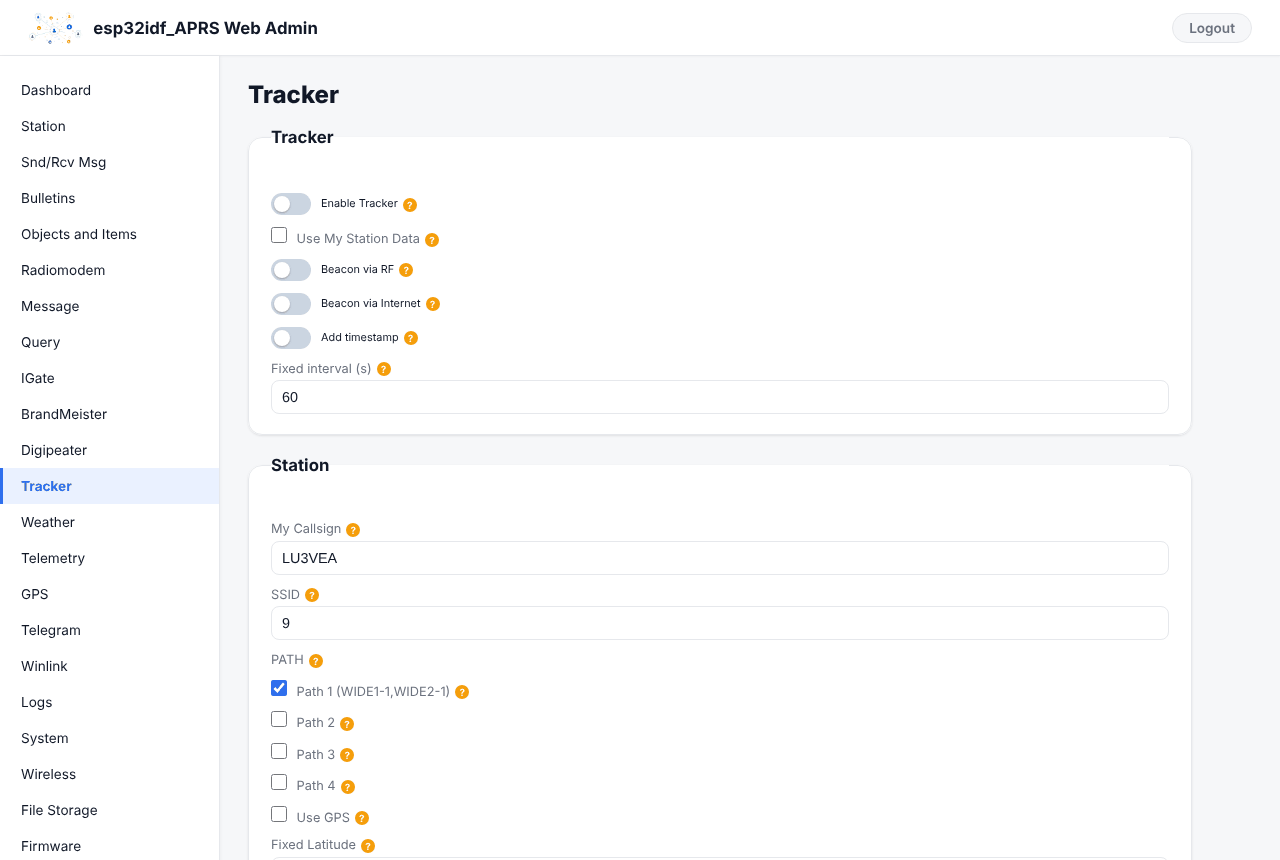 esp32idf_APRS Web Admin
Logout
Dashboard
Station
Snd/Rcv Msg
Bulletins
Objects and Items
Radiomodem
Message
Query
IGate
BrandMeister
Digipeater
Tracker
Weather
Telemetry
GPS
Telegram
Winlink
Logs
System
Wireless
File Storage
Firmware
Tracker
Tracker
Enable Tracker ?
Use My Station Data ?
Beacon via RF ?
Beacon via Internet ?
Add timestamp ?
Fixed interval (s) ?
60
Station
My Callsign ?
LU3VEA
SSID ?
9
PATH ?
Path 1 (WIDE1-1,WIDE2-1) ?
Path 2 ?
Path 3 ?
Path 4 ?
Use GPS ?
Fixed Latitude ?